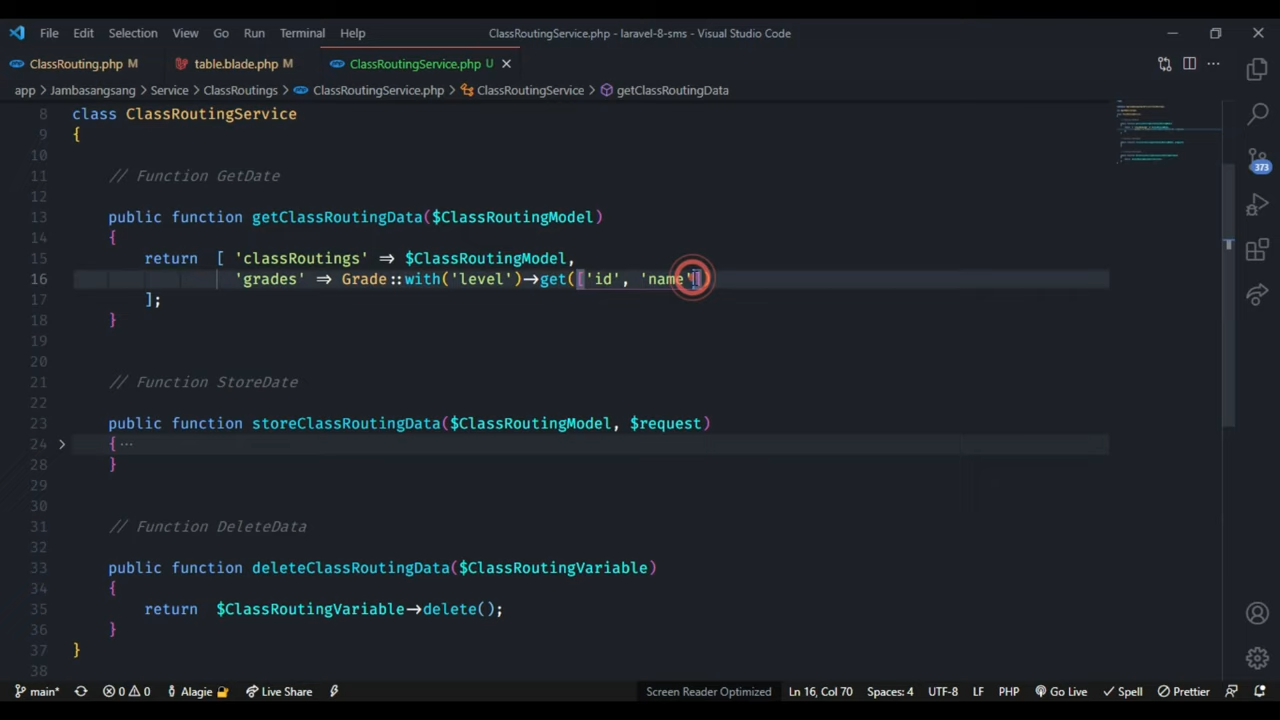 File Edit Selection View Go Run Terminal Help ClassRoutingService.php - laravel-8-sms - Visual Studio Code
ClassRouting.php M table.blade.php M ClassRoutingService.php U
app > Jambasangsang > Service > ClassRoutings > ClassRoutingService.php > ClassRoutingService > getClassRoutingData
8 class ClassRoutingService
9 {
10
11 // Function GetDate
12
13 public function getClassRoutingData($ClassRoutingModel)
14 {
15 return [ 'classRoutings' => $ClassRoutingModel,
16 'grades' => Grade::with('level')->get(['id', 'name'])
17 ];
18 }
19
20
21 // Function StoreDate
22
23 public function storeClassRoutingData($ClassRoutingModel, $request)
24 { ...
28 }
29
30
31 // Function DeleteData
32
33 public function deleteClassRoutingData($ClassRoutingVariable)
34 {
35 return $ClassRoutingVariable->delete();
36 }
37 }
38
373
main* 0 0 Alagie Live Share Screen Reader Optimized Ln 16, Col 70 Spaces: 4 UTF-8 LF PHP Go Live Spell Prettier